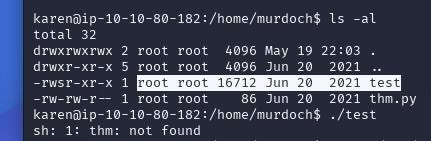 karen@ip-10-10-80-182:/home/murdoch$ ls -al
total 32
drwxrwxrwx 2 root root  4096 May 19 22:03 .
drwxr-xr-x 5 root root  4096 Jun 20  2021 ..
-rwsr-xr-x 1 root root 16712 Jun 20  2021 test
-rw-rw-r-- 1 root root    86 Jun 20  2021 thm.py
karen@ip-10-10-80-182:/home/murdoch$ ./test
sh: 1: thm: not found